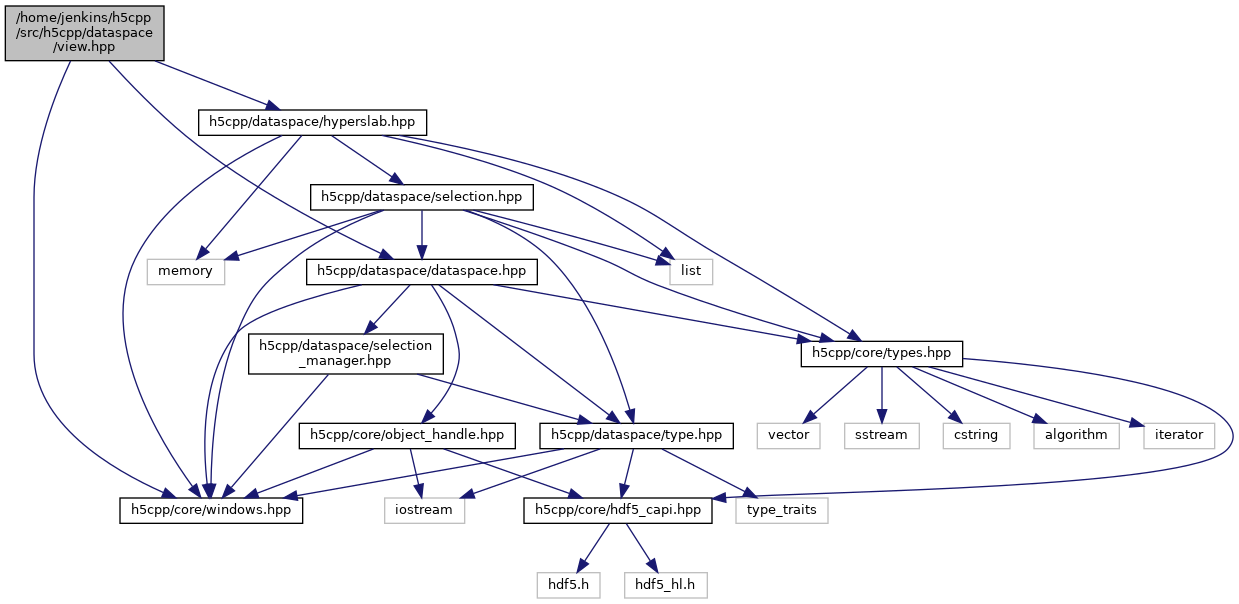 /home/jenkins/h5cpp
/src/h5cpp/dataspace
/view.hpp
h5cpp/dataspace/hyperslab.hpp
h5cpp/dataspace/selection.hpp
memory
h5cpp/dataspace/dataspace.hpp
list
h5cpp/dataspace/selection
_manager.hpp
h5cpp/core/types.hpp
h5cpp/core/object_handle.hpp
h5cpp/dataspace/type.hpp
vector
sstream
cstring
algorithm
iterator
h5cpp/core/windows.hpp
iostream
h5cpp/core/hdf5_capi.hpp
type_traits
hdf5.h
hdf5_hl.h